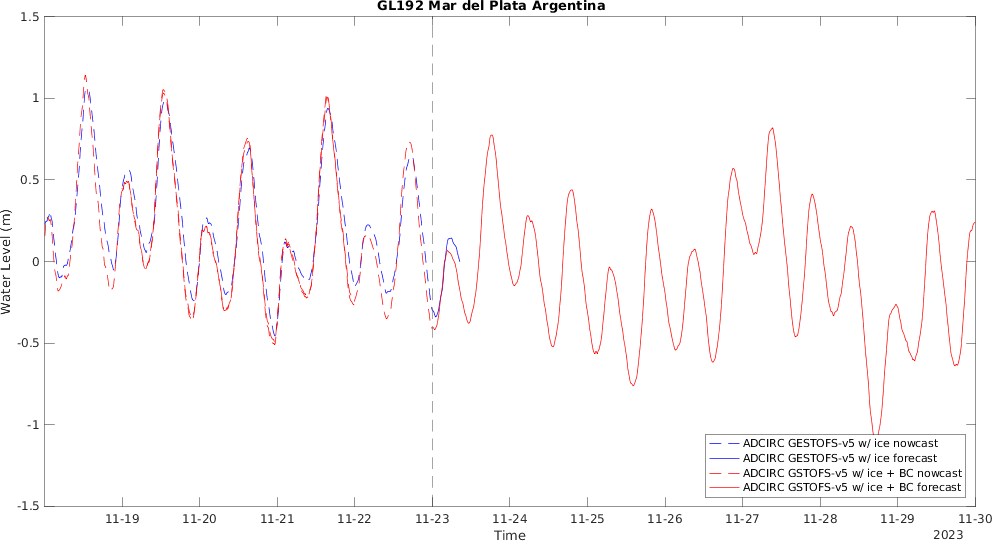 GL192 Mar del Plata Argentina
1.5
1
0.5
0
-0.5
-1
-1.5
Water Level (m)
11-19
11-20
11-21
11-22
11-23
11-24
11-25
11-26
11-27
11-28
11-29
11-30
Time
2023
ADCIRC GESTOFS-v5 w/ ice nowcast
ADCIRC GESTOFS-v5 w/ ice forecast
ADCIRC GSTOFS-v5 w/ ice + BC nowcast
ADCIRC GSTOFS-v5 w/ ice + BC forecast